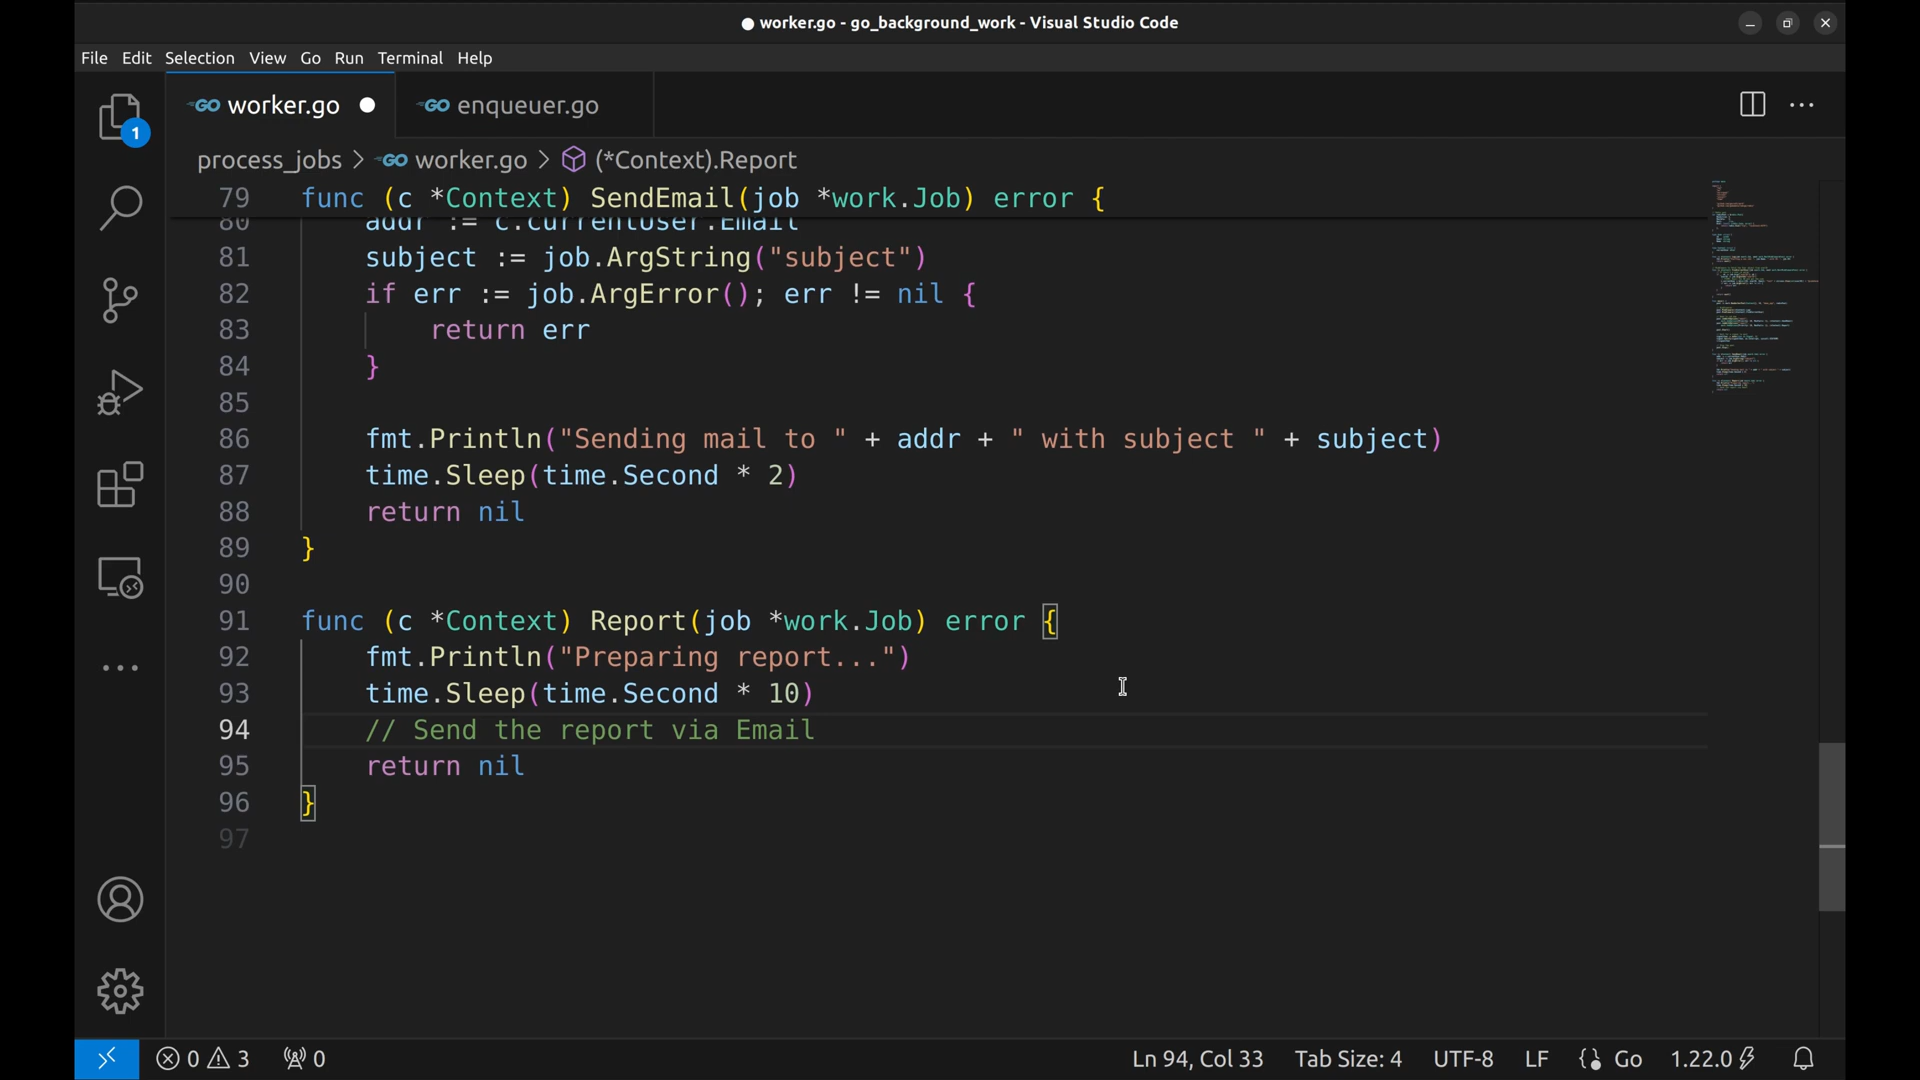 worker.go - go_background_work - Visual Studio Code
File Edit Selection View Go Run Terminal Help
GO worker.go GO enqueuer.go
1
process_jobs > GO worker.go > (*Context).Report
79 func (c *Context) SendEmail(job *work.Job) error {
80 addr := c.currentUser.Email
81 subject := job.ArgString("subject")
82 if err := job.ArgError(); err != nil {
83 return err
84 }
85
86 fmt.Println("Sending mail to " + addr + " with subject " + subject)
87 time.Sleep(time.Second * 2)
88 return nil
89 }
90
91 func (c *Context) Report(job *work.Job) error {
92 fmt.Println("Preparing report...")
93 time.Sleep(time.Second * 10)
94 // Send the report via Email
95 return nil
96 }
97
0 3 0 Ln 94, Col 33 Tab Size: 4 UTF-8 LF Go 1.22.0